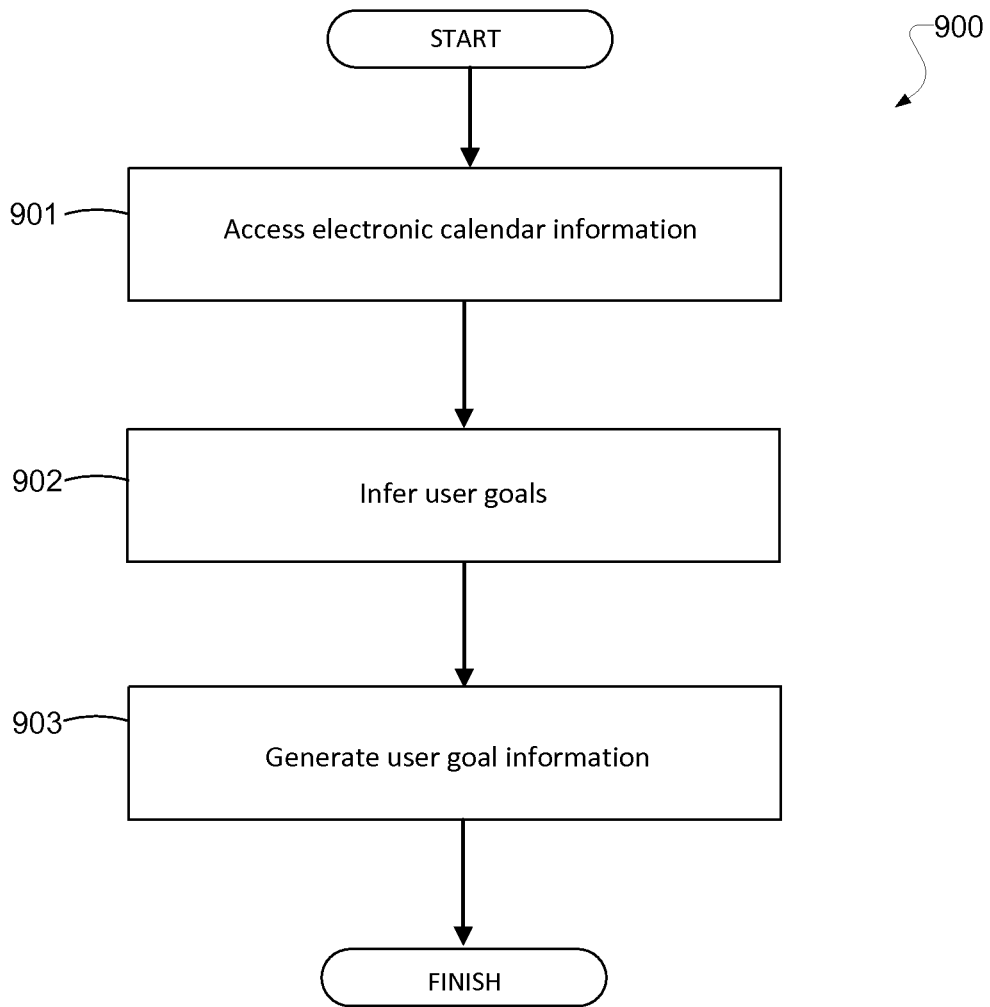 START
900
901
Access electronic calendar information
902
Infer user goals
903
Generate user goal information
FINISH